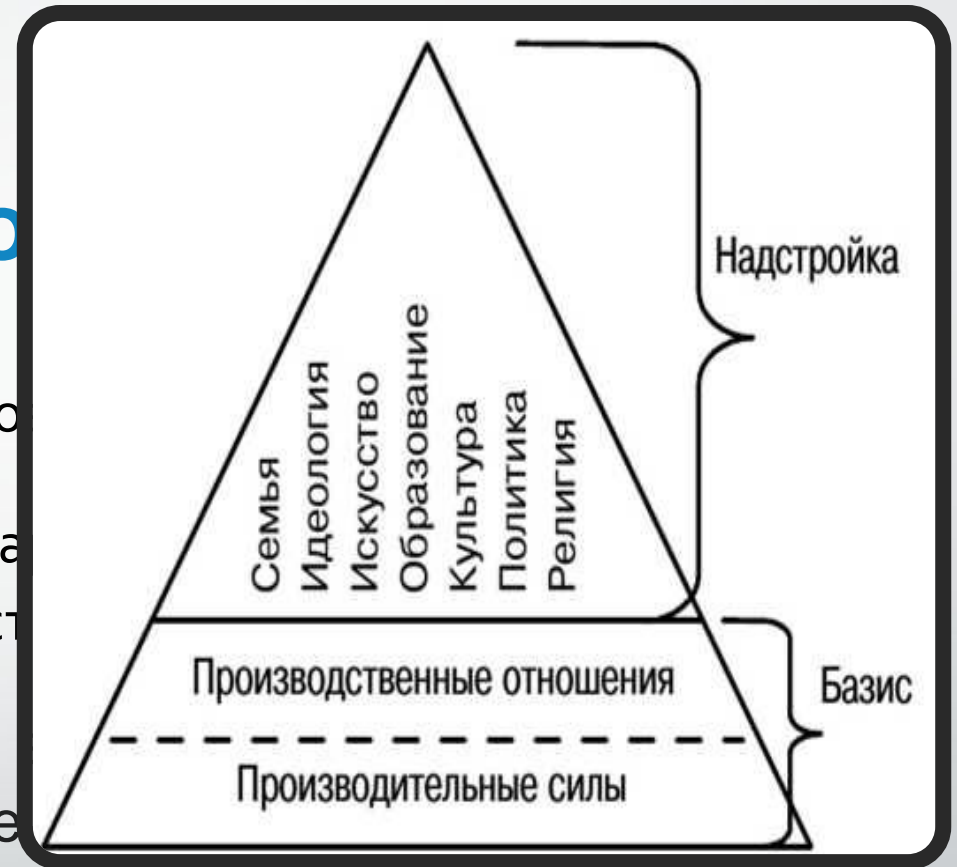 Надстройка
Семья
Идеология
Искусство
Образование
Культура
Политика
Религия
Производственные отношения
Базис
Производительные силы